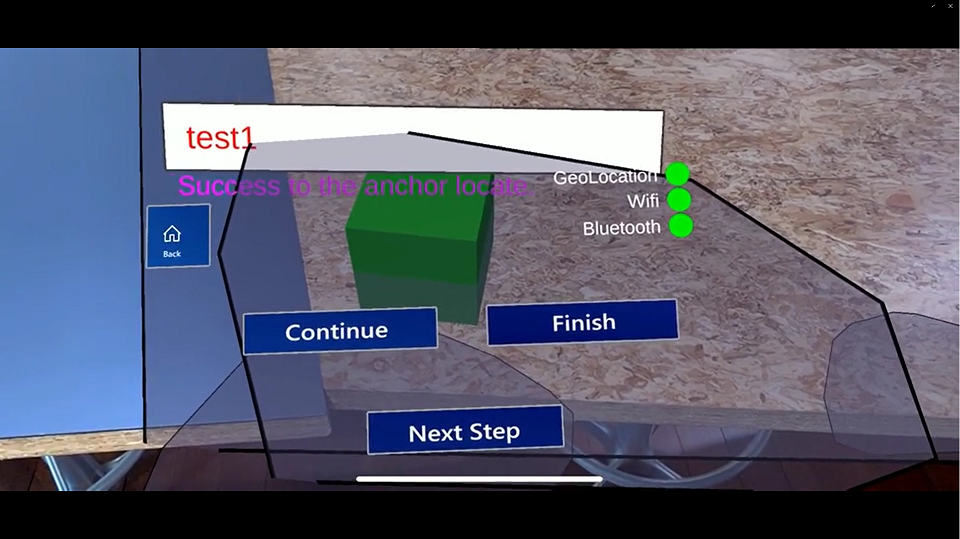 test1
Success to the anchor locate
GeoLocation
Wifi
Bluetooth
Back
Continue
Finish
Next Step